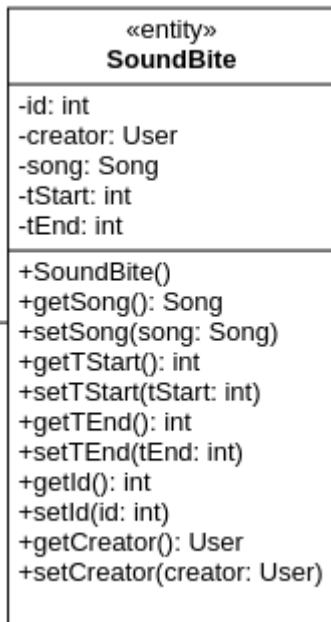 «entity»
SoundBite
-id: int
-creator: User
-song: Song
-tStart: int
-tEnd: int
+SoundBite()
+getSong(): Song
+setSong(song: Song)
+getTStart(): int
+setTStart(tStart: int)
+getTEnd(): int
+setTEnd(tEnd: int)
+getId(): int
+setId(id: int)
+getCreator(): User
+setCreator(creator: User)